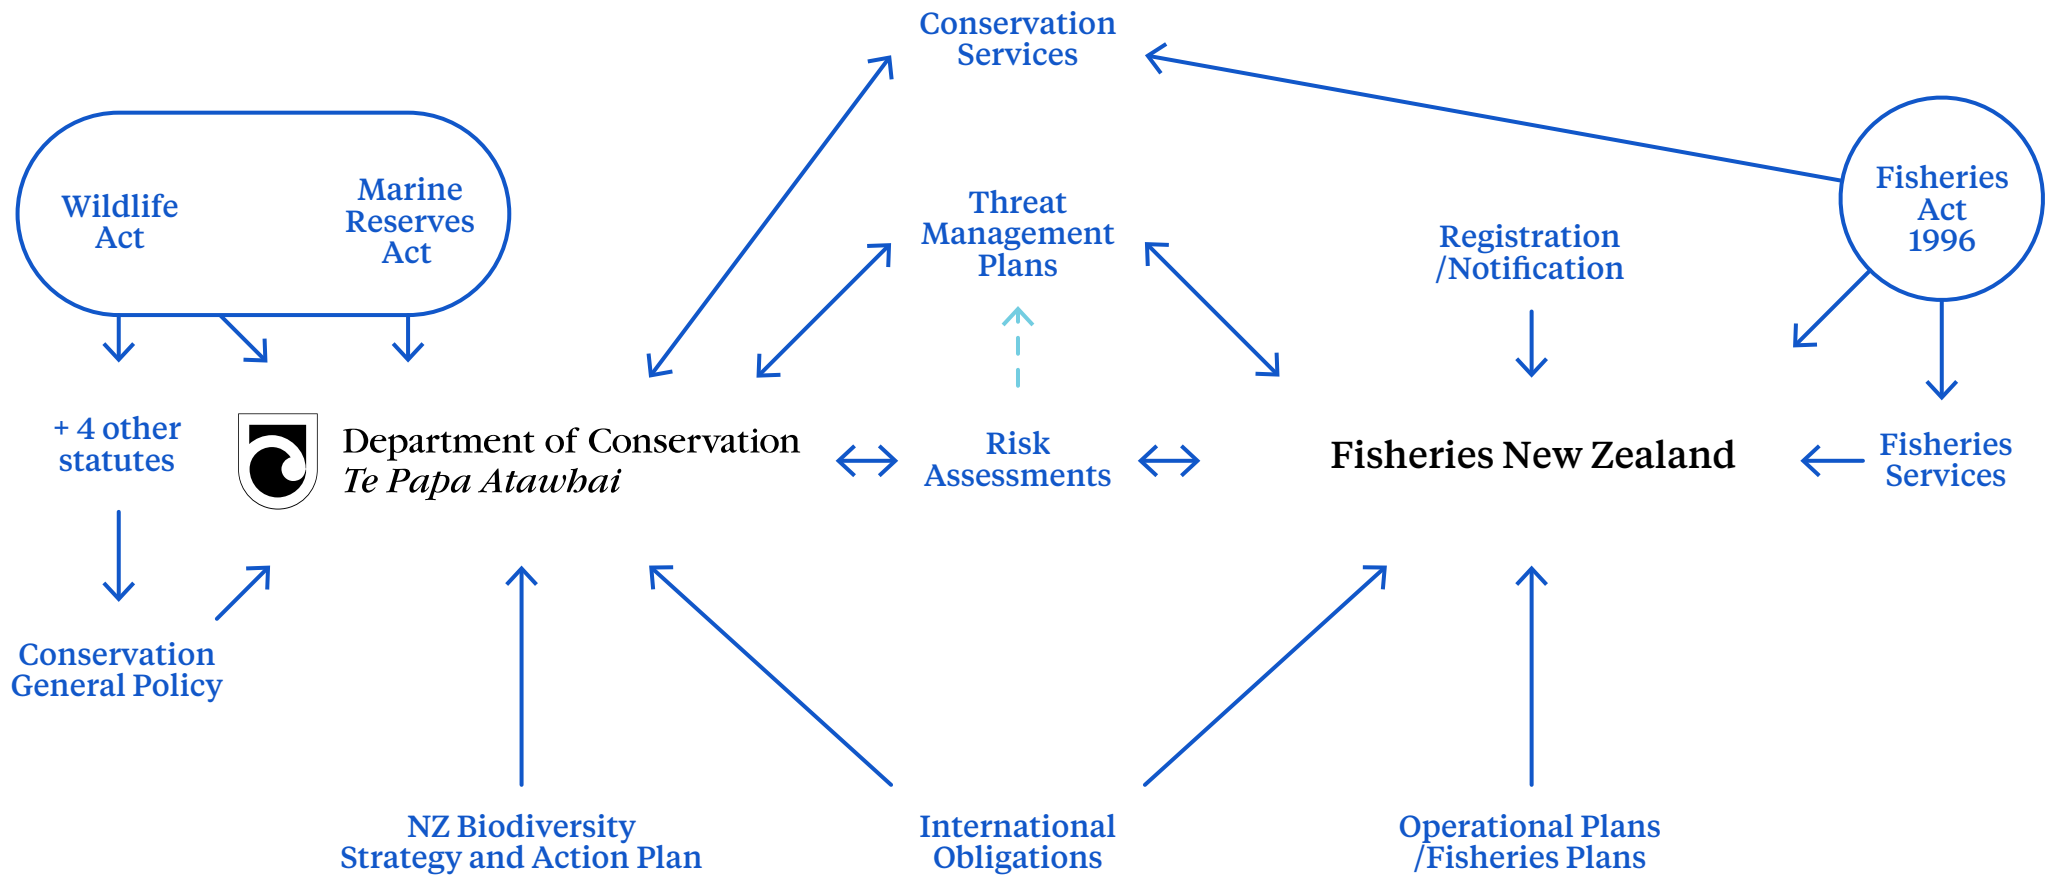 Conservation
Services
Wildlife
Act
Marine
Reserves
Act
Threat
Management
Plans
Registration
/Notification
Fisheries
Act
1996
+ 4 other
statutes
Department of Conservation
Te Papa Atawhai
Risk
Assessments
Fisheries New Zealand
Fisheries
Services
Conservation
General Policy
NZ Biodiversity
Strategy and Action Plan
International
Obligations
Operational Plans
/Fisheries Plans